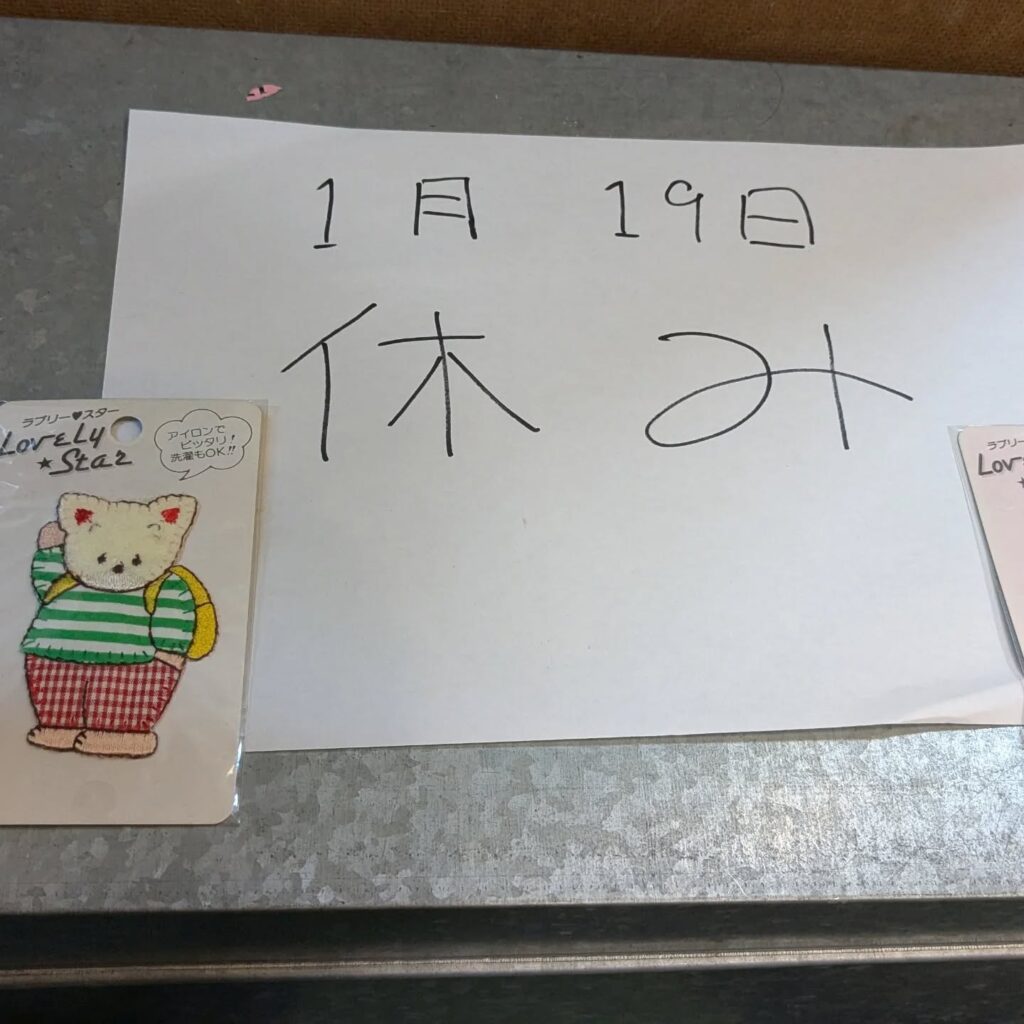 1月 19日
休み
ラブリー♥スター
LOVELY
★STAR
アイロンで
ピッタリ!
洗濯もOK!!
ラブリー
LOV